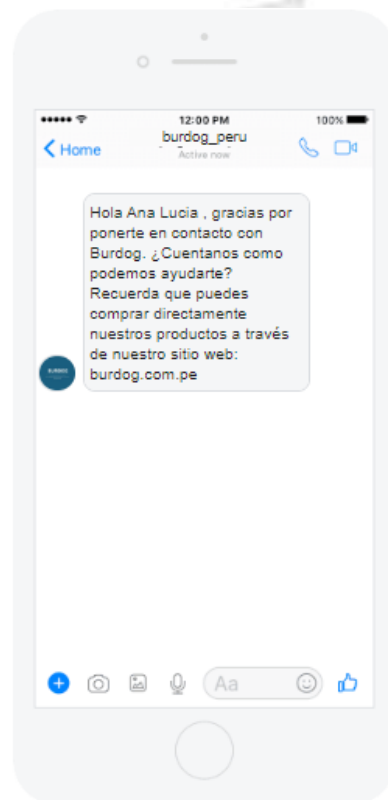 12:00 PM
100%
Home
burdog_peru
Active now
Hola Ana Lucia , gracias por
ponerte en contacto con
Burdog. ¿Cuentanos como
podemos ayudarte?
Recuerda que puedes
comprar directamente
nuestros productos a través
de nuestro sitio web:
burdog.com.pe
BURDOG
Aa